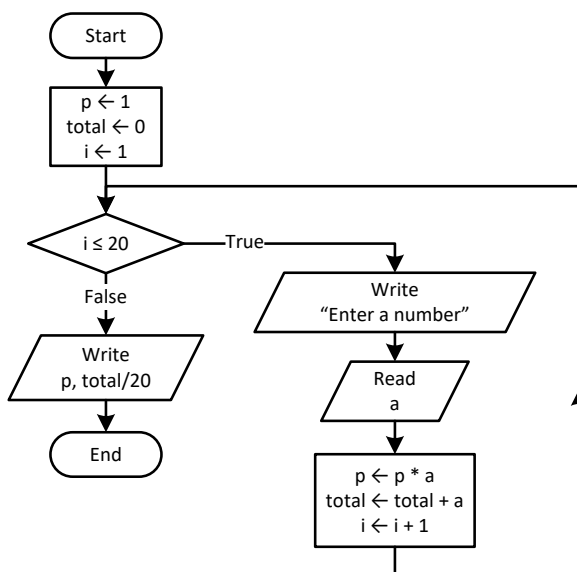 Start
p ← 1
total ← 0
i ← 1
i ≤ 20
True
False
Write
“Enter a number”
Write
p, total/20
Read
a
End
p ← p * a
total ← total + a
i ← i + 1